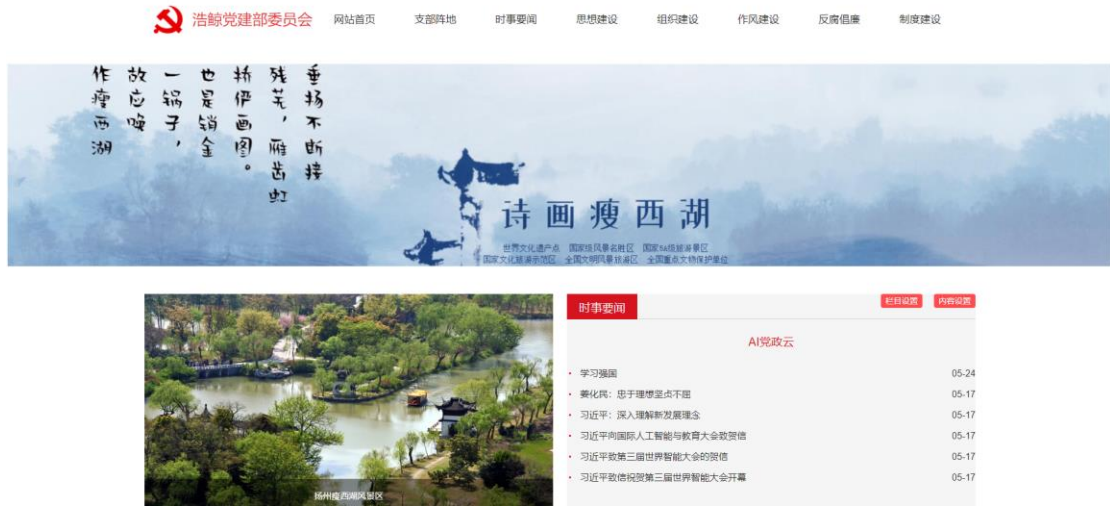 浩鲸党建部委员会 网站首页 支部阵地 时事要闻 思想建设 组织建设 作风建设 反腐倡廉 制度建设
垂杨不断接
残芜，雁齿虹
桥俨画图。
也是销金
一锅子，
故应唤
作瘦西湖
诗画瘦西湖
世界文化遗产点 国家级风景名胜区 国家5A级旅游景区
国家文化旅游示范区 全国文明风景旅游区 全国重点文物保护单位
扬州瘦西湖风景区
时事要闻 栏目设置 内容设置
AI党政云
学习强国 05-24
姜化民：忠于理想坚贞不屈 05-17
习近平：深入理解新发展理念 05-17
习近平向国际人工智能与教育大会致贺信 05-17
习近平致第三届世界智能大会的贺信 05-17
习近平致信祝贺第三届世界智能大会开幕 05-17